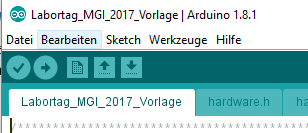 Labortag_MGI_2017_Vorlage | Arduino 1.8.1
Datei Bearbeiten Sketch Werkzeuge Hilfe
Labortag_MGI_2017_Vorlage hardware.h